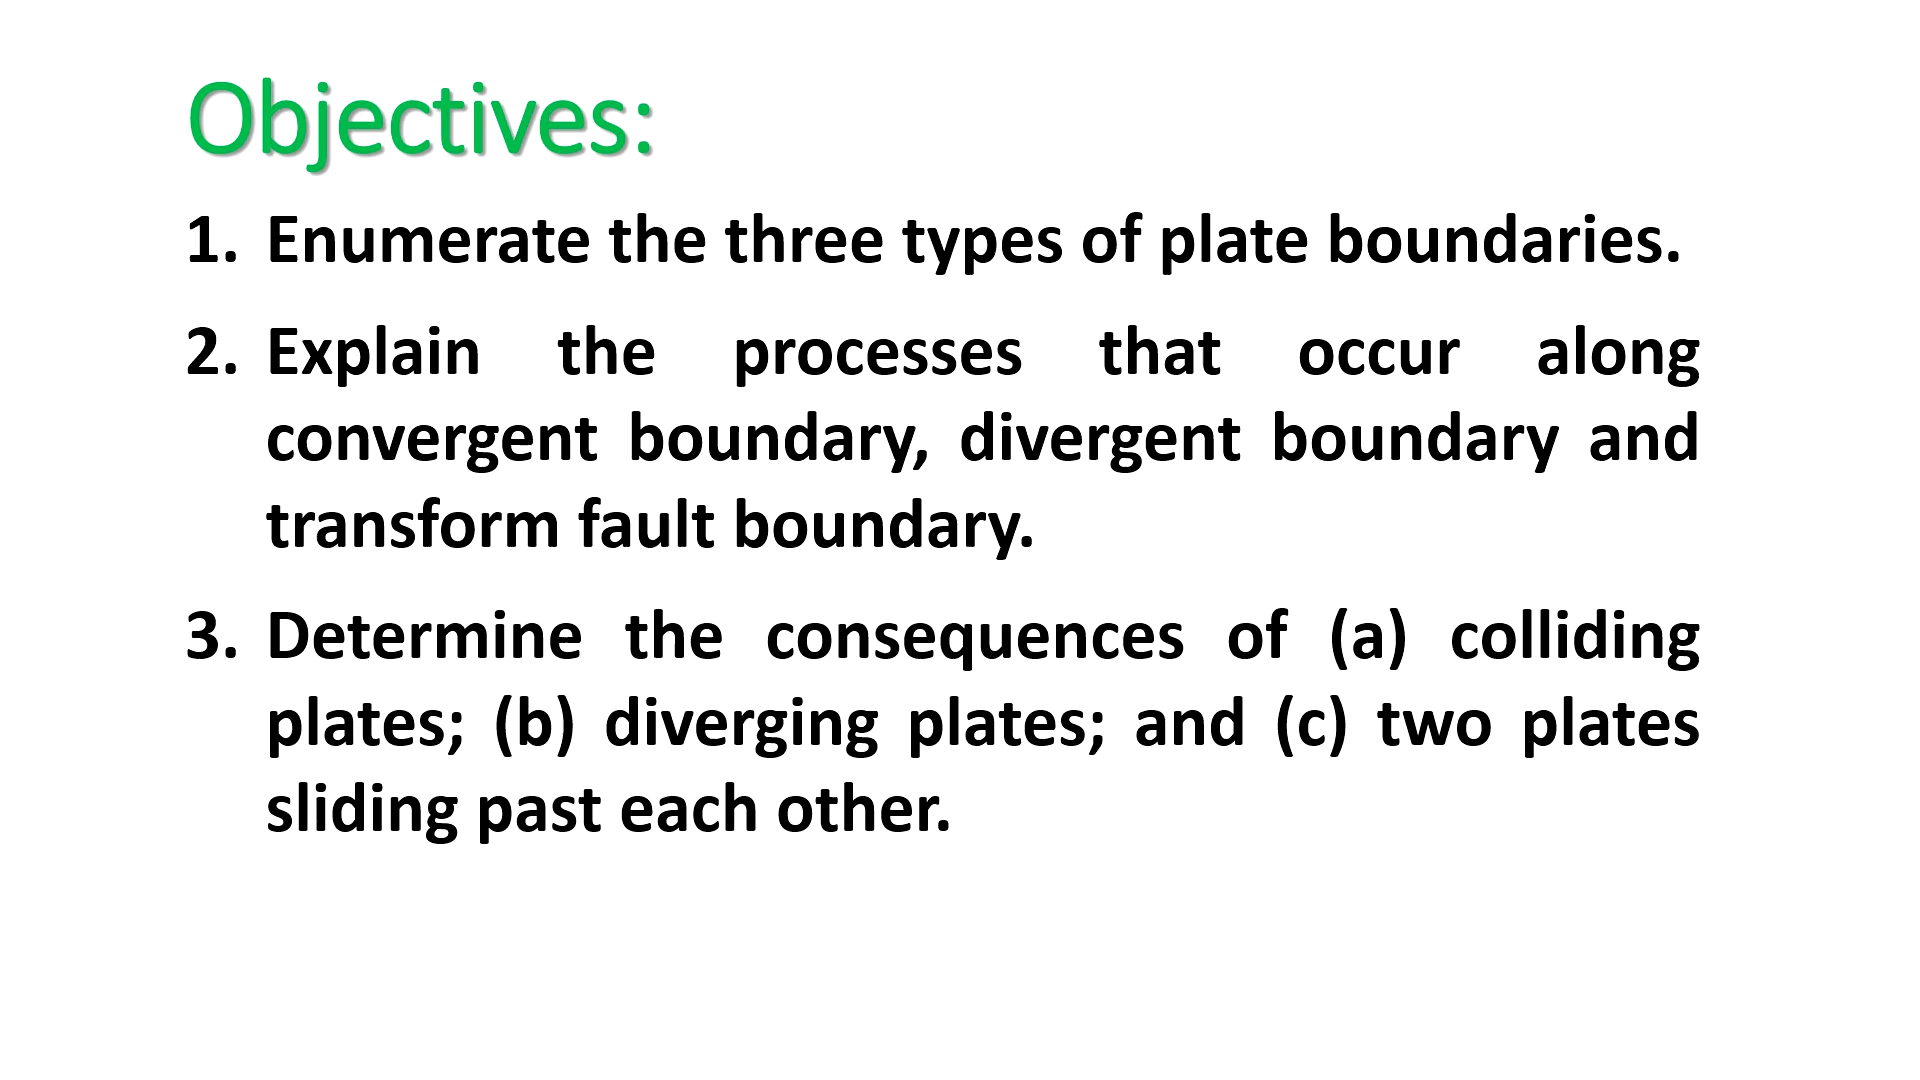 Objectives:
1. Enumerate the three types of plate boundaries.
2. Explain the processes that occur along
convergent boundary, divergent boundary and
transform fault boundary.
3. Determine the consequences of (a) colliding
plates; (b) diverging plates; and (c) two plates
sliding past each other.